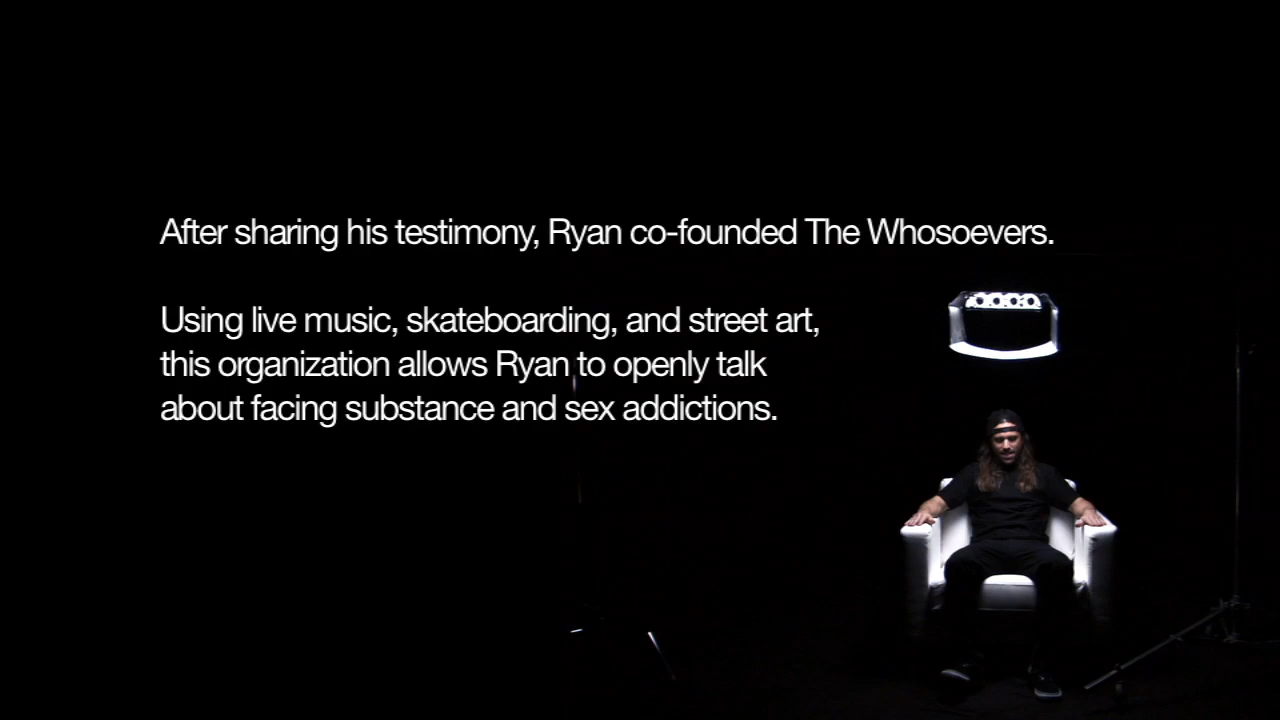 After sharing his testimony, Ryan co-founded The Whosoevers.
Using live music, skateboarding, and street art,
this organization allows Ryan to openly talk
about facing substance and sex addictions.